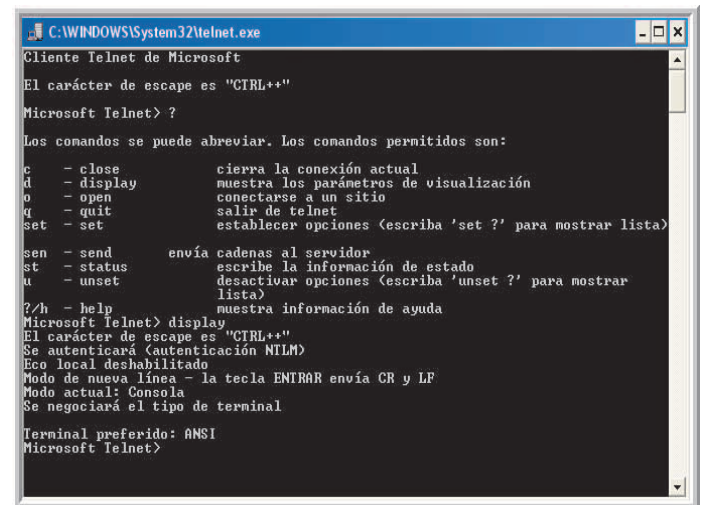 C:\WINDOWS\System32\telnet.exe
Cliente Telnet de Microsoft
El carácter de escape es "CTRL++"
Microsoft Telnet> ?
Los comandos se puede abreviar. Los comandos permitidos son:
c - close cierra la conexión actual
d - display muestra los parámetros de visualización
o - open conectarse a un sitio
q - quit salir de telnet
set - set establecer opciones (escriba 'set ?' para mostrar lista)
sen - send envía cadenas al servidor
st - status escribe la información de estado
u - unset desactivar opciones (escriba 'unset ?' para mostrar
lista)
?/h - help muestra información de ayuda
Microsoft Telnet> display
El carácter de escape es "CTRL++"
Se autenticará (autenticación NTLM)
Eco local deshabilitado
Modo de nueva línea - la tecla ENTRAR envía CR y LF
Modo actual: Consola
Se negociará el tipo de terminal
Terminal preferido: ANSI
Microsoft Telnet>